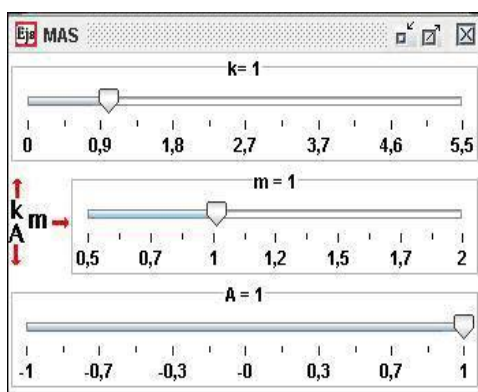 Ejs MAS
k= 1
0 0,9 1,8 2,7 3,7 4,6 5,5
m = 1
k m
A
0,5 0,7 1 1,2 1,5 1,7 2
A = 1
-1 -0,7 -0,3 -0 0,3 0,7 1